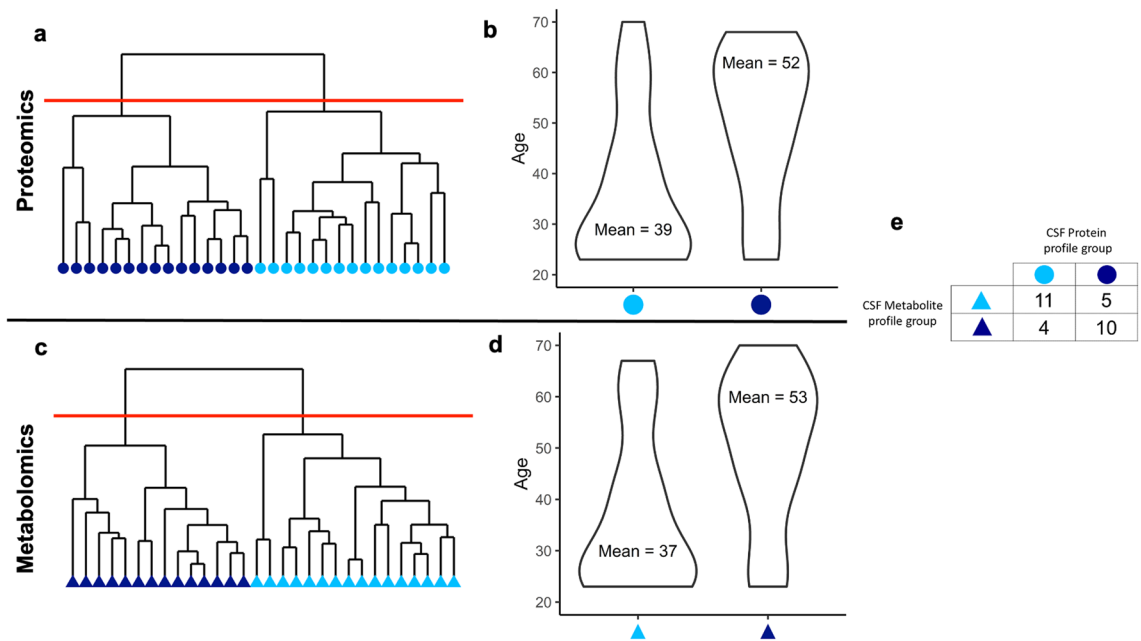 a
Proteomics
b
70
60
50
40
30
20
Age
Mean = 39
Mean = 52
c
Metabolomics
d
70
60
50
40
30
20
Age
Mean = 37
Mean = 53
e
CSF Protein
profile group
CSF Metabolite
profile group
11 5
4 10